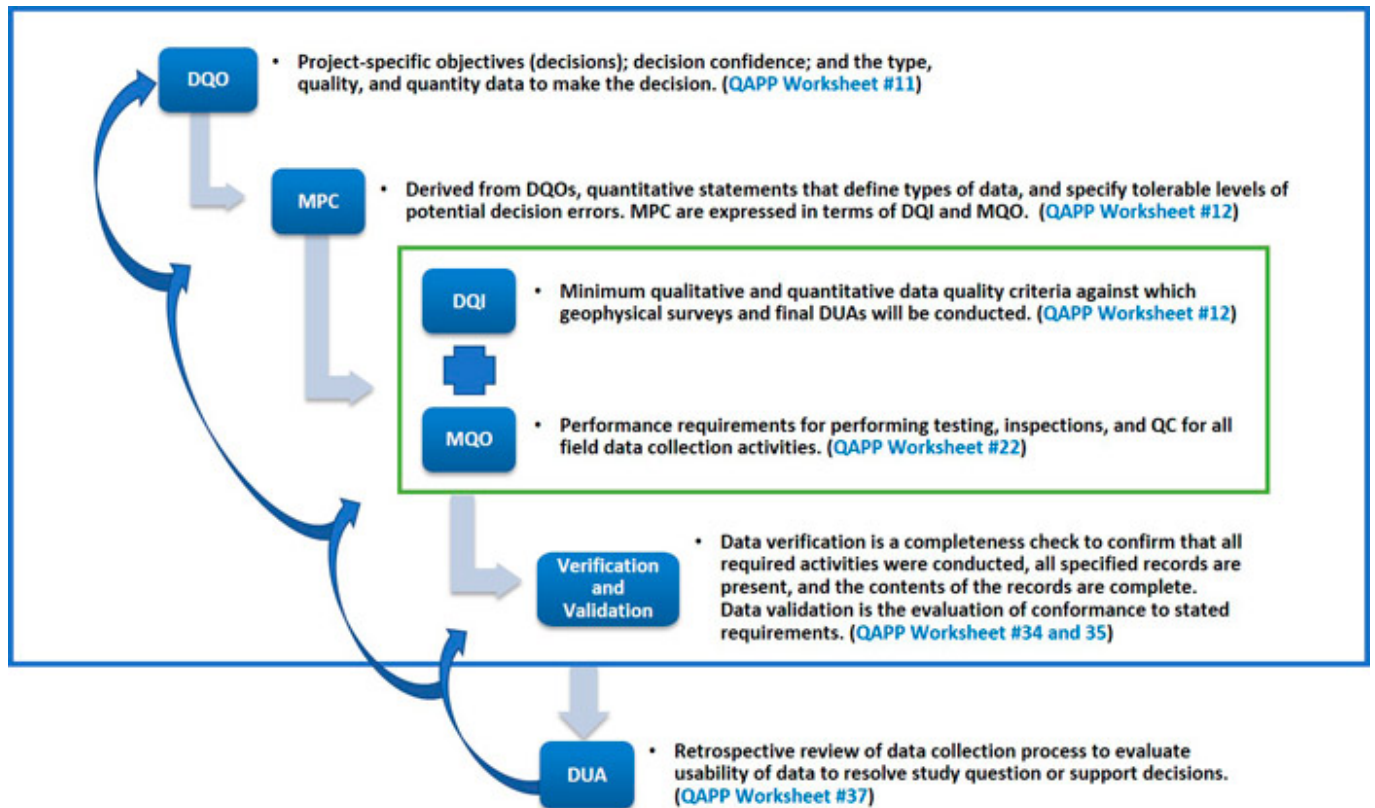 DQO
• Project-specific objectives (decisions); decision confidence; and the type,
quality, and quantity data to make the decision. (QAPP Worksheet #11)
MPC
• Derived from DQOs, quantitative statements that define types of data, and specify tolerable levels of
potential decision errors. MPC are expressed in terms of DQI and MQO. (QAPP Worksheet #12)
DQI
• Minimum qualitative and quantitative data quality criteria against which
geophysical surveys and final DUAs will be conducted. (QAPP Worksheet #12)
MQO
• Performance requirements for performing testing, inspections, and QC for all
field data collection activities. (QAPP Worksheet #22)
Verification
and
Validation
• Data verification is a completeness check to confirm that all
required activities were conducted, all specified records are
present, and the contents of the records are complete.
Data validation is the evaluation of conformance to stated
requirements. (QAPP Worksheet #34 and 35)
DUA
• Retrospective review of data collection process to evaluate
usability of data to resolve study question or support decisions.
(QAPP Worksheet #37)